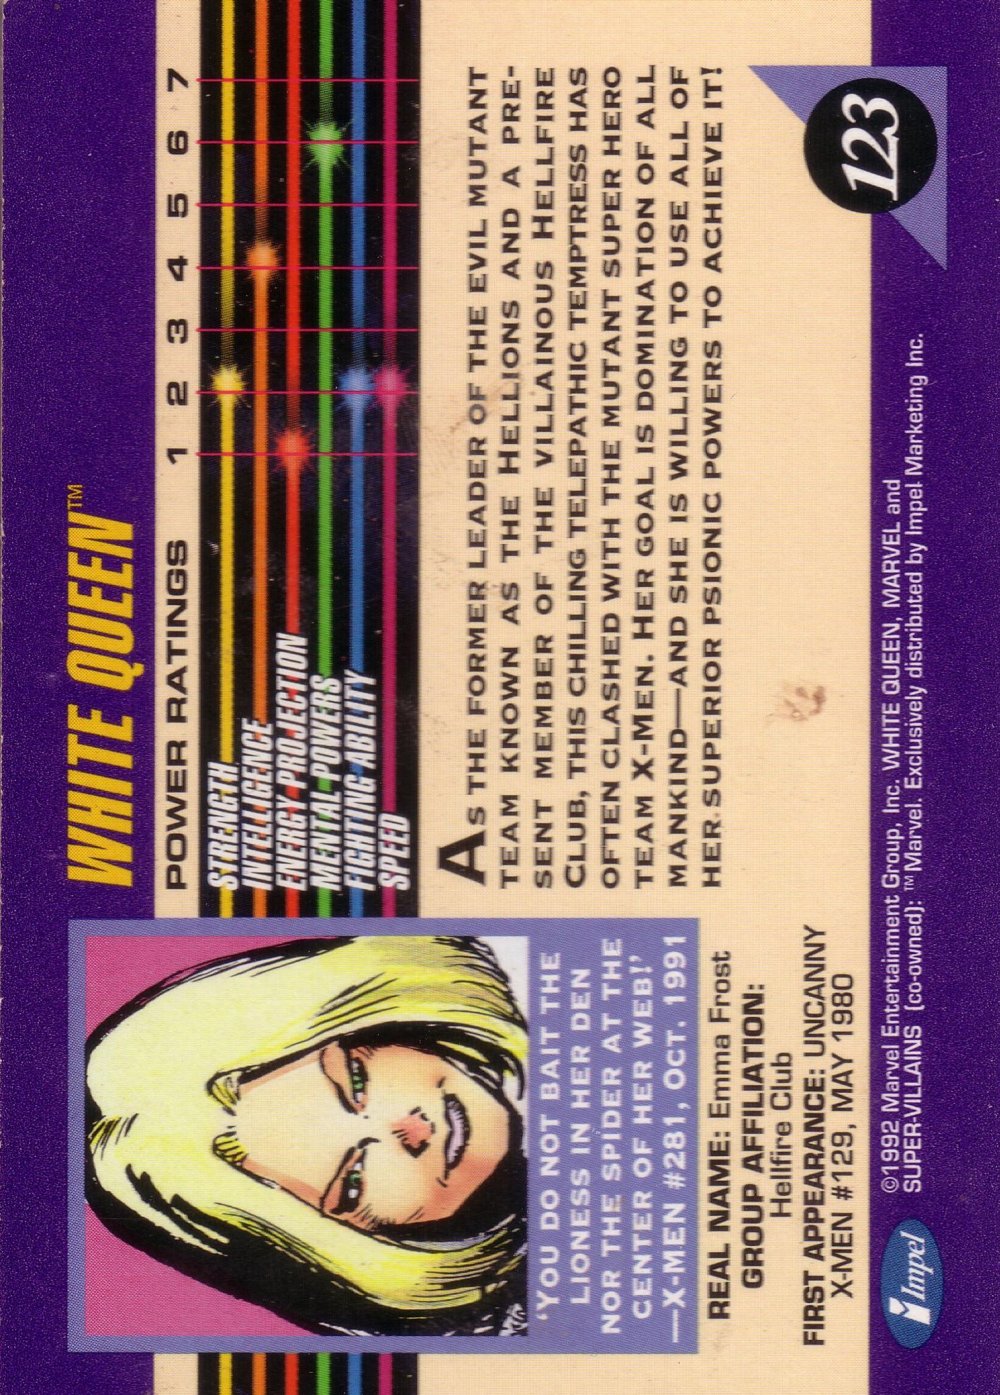 WHITE QUEEN™
POWER RATINGS 1 2 3 4 5 6 7
STRENGTH
INTELLIGENCE
ENERGY PROJECTION
MENTAL POWERS
FIGHTING ABILITY
SPEED
'YOU DO NOT BAIT THE
LIONESS IN HER DEN
NOR THE SPIDER AT THE
CENTER OF HER WEB!'
—X-MEN #281, OCT. 1991
REAL NAME: Emma Frost
GROUP AFFILIATION:
Hellfire Club
FIRST APPEARANCE: UNCANNY
X-MEN #129, MAY 1980
AS THE FORMER LEADER OF THE EVIL MUTANT
TEAM KNOWN AS THE HELLIONS AND A PRE-
SENT MEMBER OF THE VILLAINOUS HELLFIRE
CLUB, THIS CHILLING TELEPATHIC TEMPTRESS HAS
OFTEN CLASHED WITH THE MUTANT SUPER HERO
TEAM X-MEN. HER GOAL IS DOMINATION OF ALL
MANKIND—AND SHE IS WILLING TO USE ALL OF
HER SUPERIOR PSIONIC POWERS TO ACHIEVE IT!
123
Impel
©1992 Marvel Entertainment Group, Inc. WHITE QUEEN, MARVEL and
SUPER-VILLAINS (co-owned): ™Marvel. Exclusively distributed by Impel Marketing Inc.